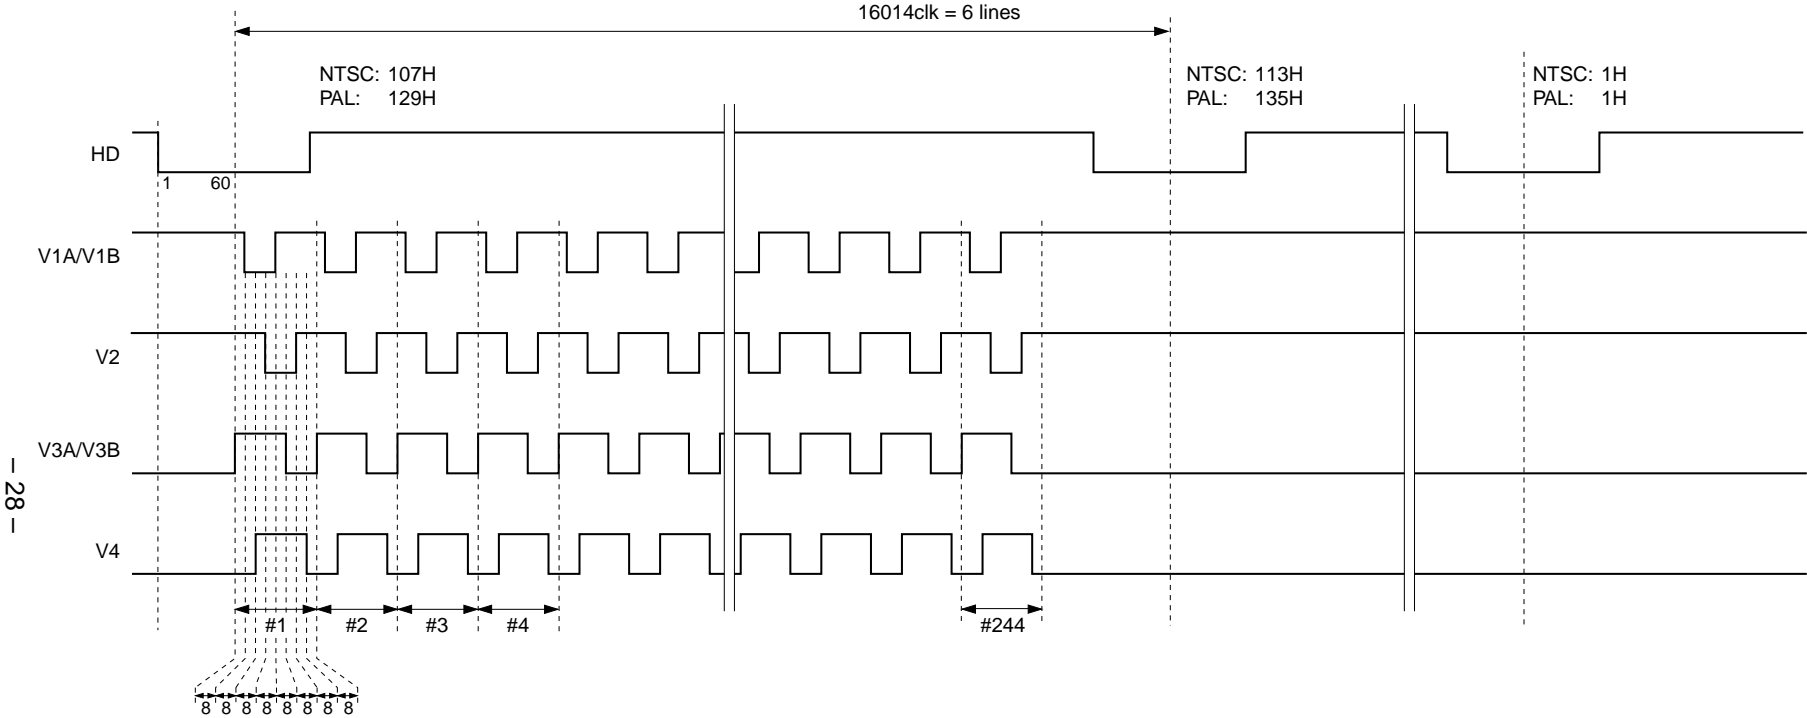 16014clk = 6 lines
NTSC: 107H
PAL: 129H
NTSC: 113H
PAL: 135H
NTSC: 1H
PAL: 1H
HD
1 60
V1A/V1B
V2
V3A/V3B
V4
#1 #2 #3 #4 #244
8 8 8 8 8 8 8 8
– 28 –